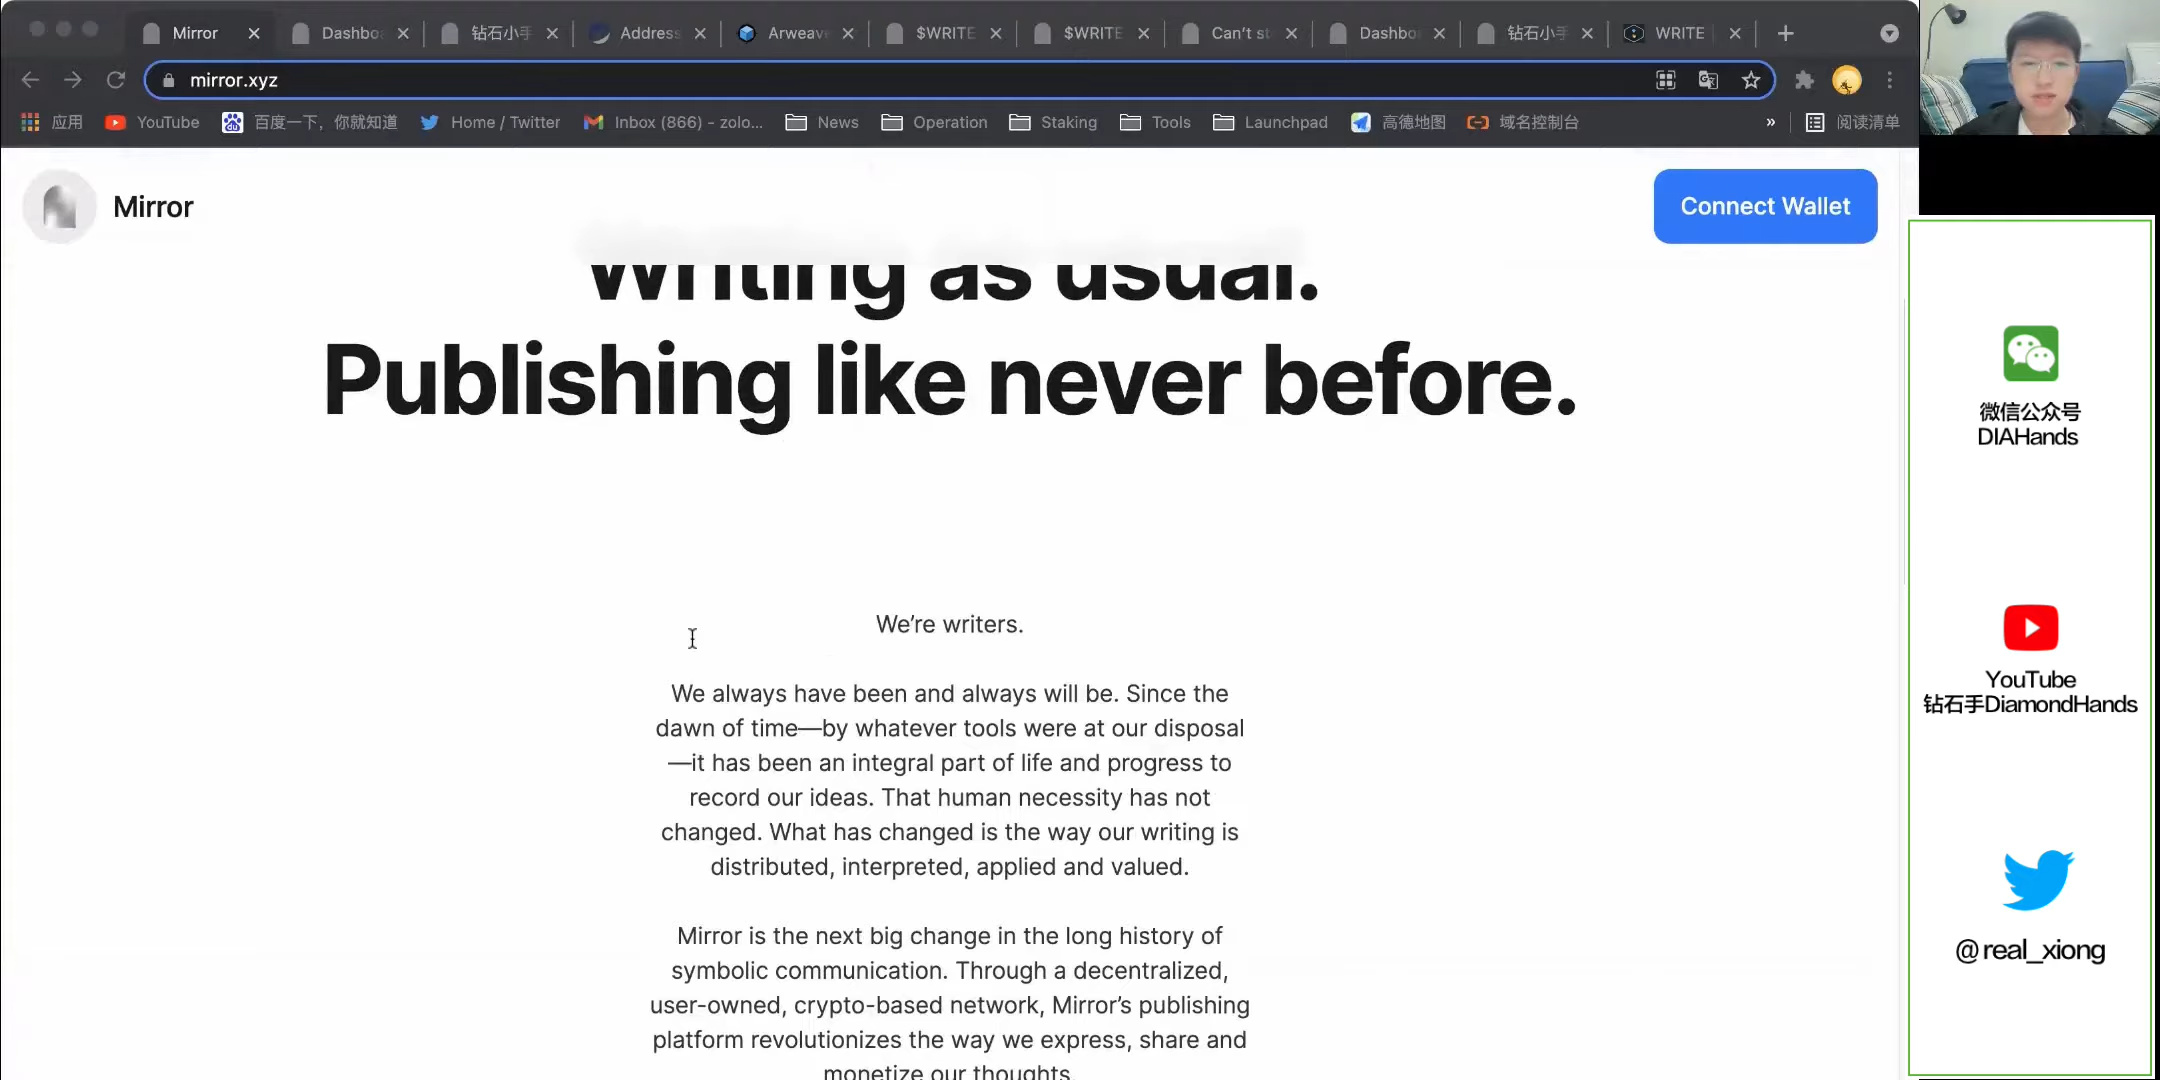 Mirror
Dashbo
钻石小手
Address
Arweave
$WRITE
$WRITE
Can't st
Dashbo
钻石小手
WRITE
mirror.xyz
应用
YouTube
百度一下，你就知道
Home / Twitter
Inbox (866) - zolo...
News
Operation
Staking
Tools
Launchpad
高德地图
域名控制台
»
阅读清单
Mirror
Connect Wallet
Writing as usual.
Publishing like never before.
We're writers.
We always have been and always will be. Since the
dawn of time—by whatever tools were at our disposal
—it has been an integral part of life and progress to
record our ideas. That human necessity has not
changed. What has changed is the way our writing is
distributed, interpreted, applied and valued.
Mirror is the next big change in the long history of
symbolic communication. Through a decentralized,
user-owned, crypto-based network, Mirror's publishing
platform revolutionizes the way we express, share and
monetize our thoughts.
微信公众号
DIAHands
YouTube
钻石手DiamondHands
@real_xiong